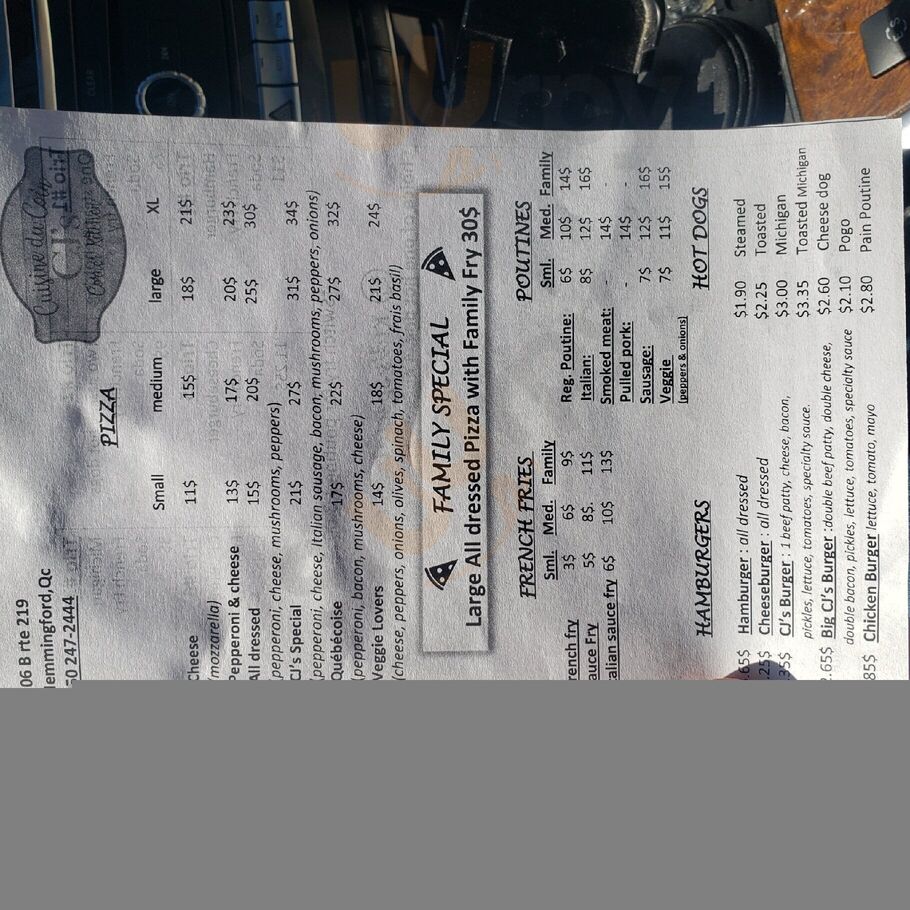 06 B rte 219
emmingford,Qc
0 247-2444
Cuisine du Coin
CJ's
PIZZA
Small medium large XL
Cheese 11$ 15$ 18$ 21$
(mozzarella)
Pepperoni & cheese 13$ 17$ 20$ 23$
All dressed 15$ 20$ 25$ 30$
(pepperoni, cheese, mushrooms, peppers)
CJ's Special 21$ 27$ 31$ 34$
(pepperoni, cheese, Italian sausage, bacon, mushrooms, peppers, onions)
Québécoise 17$ 22$ 27$ 32$
(pepperoni, bacon, mushrooms, cheese)
Veggie Lovers 14$ 18$ 21$ 24$
(cheese, peppers, onions, olives, spinach, tomatoes, frais basil)
FAMILY SPECIAL
Large All dressed Pizza with Family Fry 30$
FRENCH FRIES
Sml. Med. Family
rench fry 3$ 6$ 9$
auce Fry 5$ 8$. 11$
alian sauce fry 6$ 10$ 13$
POUTINES
Sml. Med. Family
Reg. Poutine: 6$ 10$ 14$
Italian: 8$ 12$ 16$
Smoked meat: - 14$ -
Pulled pork: - 14$ -
Sausage: 7$ 12$ 16$
Veggie 7$ 11$ 15$
(peppers & onions)
HAMBURGERS
.65$ Hamburger : all dressed
.25$ Cheeseburger : all dressed
.35$ CJ's Burger : 1 beef patty, cheese, bacon,
pickles, lettuce, tomatoes, specialty sauce.
.65$ Big CJ's Burger :double beef patty, double cheese,
double bacon, pickles, lettuce, tomatoes, specialty sauce
85$ Chicken Burger lettuce, tomato, mayo
HOT DOGS
$1.90 Steamed
$2.25 Toasted
$3.00 Michigan
$3.35 Toasted Michigan
$2.60 Cheese dog
$2.10 Pogo
$2.80 Pain Poutine